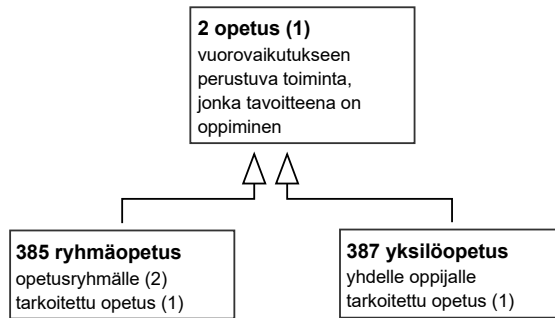 2 opetus (1)
vuorovaikutukseen
perustuva toiminta,
jonka tavoitteena on
oppiminen
385 ryhmäopetus
opetusryhmälle (2)
tarkoitettu opetus (1)
387 yksilöopetus
yhdelle oppijalle
tarkoitettu opetus (1)